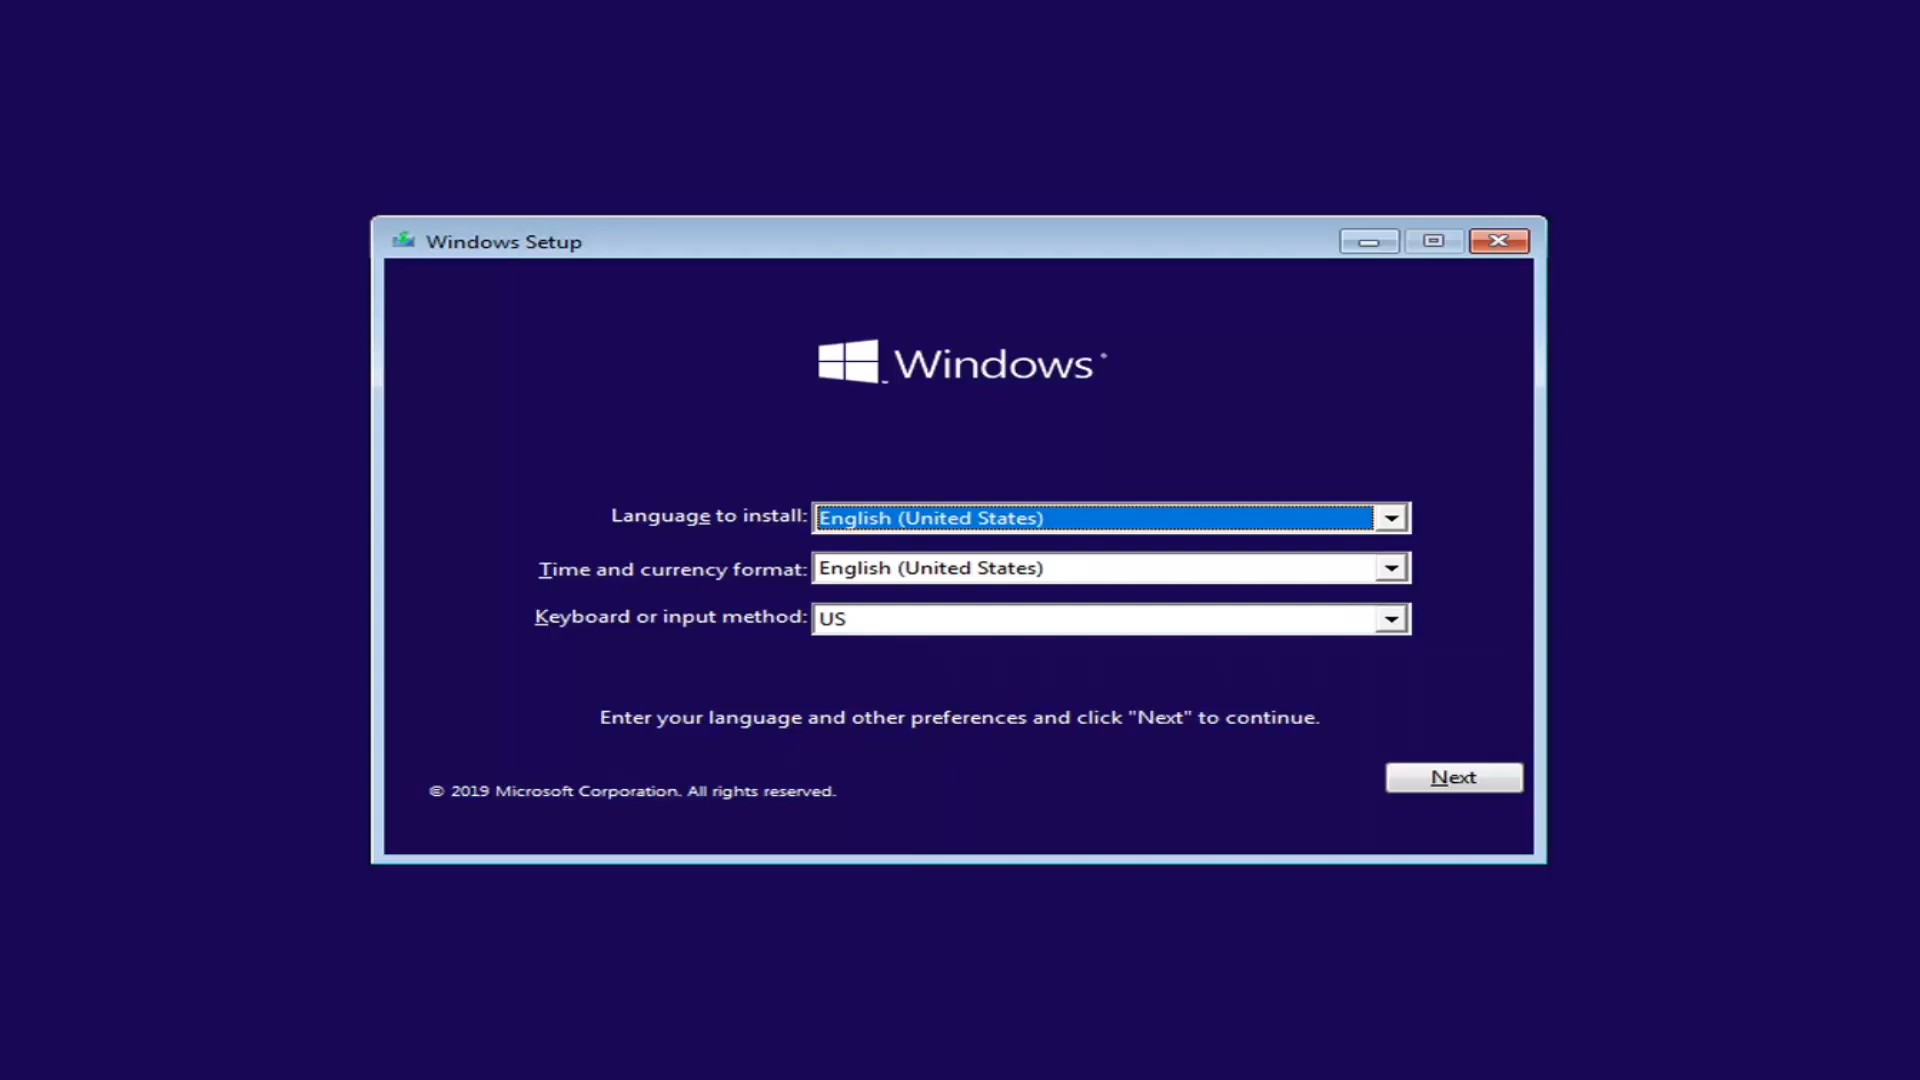 Windows Setup
Windows
Language to install: English (United States)
Time and currency format: English (United States)
Keyboard or input method: US
Enter your language and other preferences and click "Next" to continue.
Next
© 2019 Microsoft Corporation. All rights reserved.